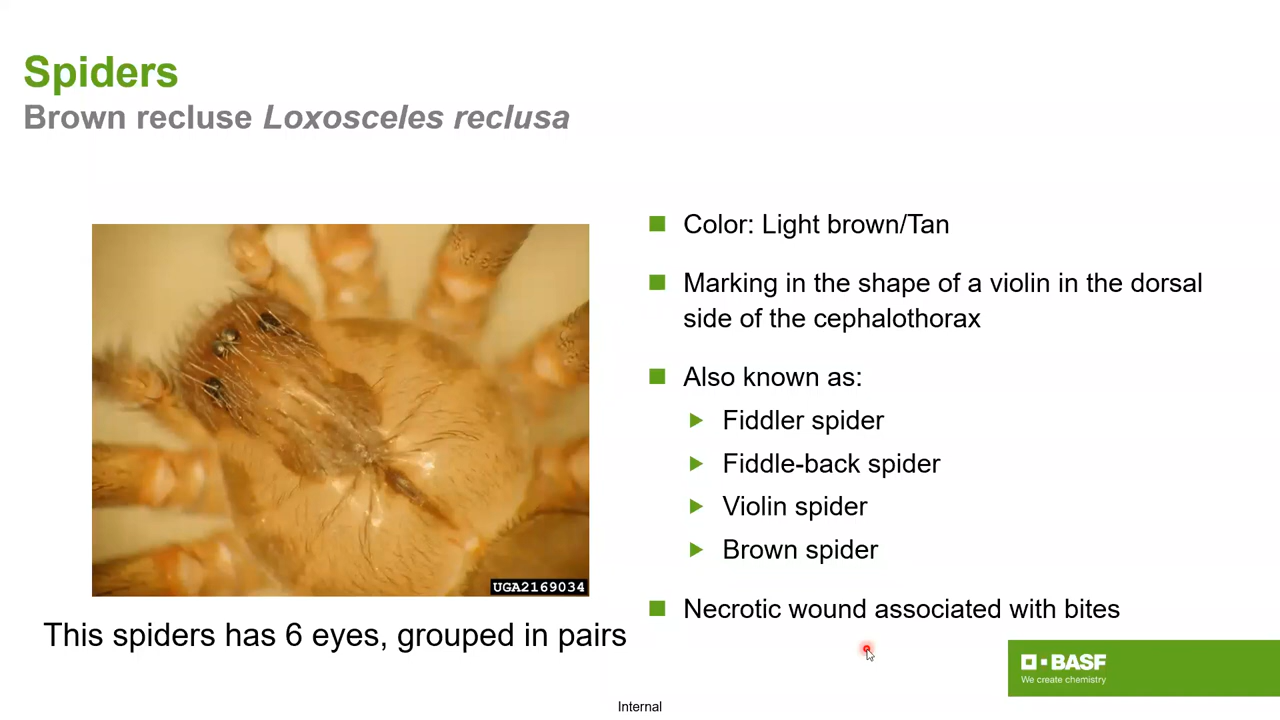 Spiders
Brown recluse Loxosceles reclusa
Color: Light brown/Tan
Marking in the shape of a violin in the dorsal
side of the cephalothorax
Also known as:
Fiddler spider
Fiddle-back spider
Violin spider
Brown spider
Necrotic wound associated with bites
UGA2169034
This spiders has 6 eyes, grouped in pairs
BASF
We create chemistry
Internal